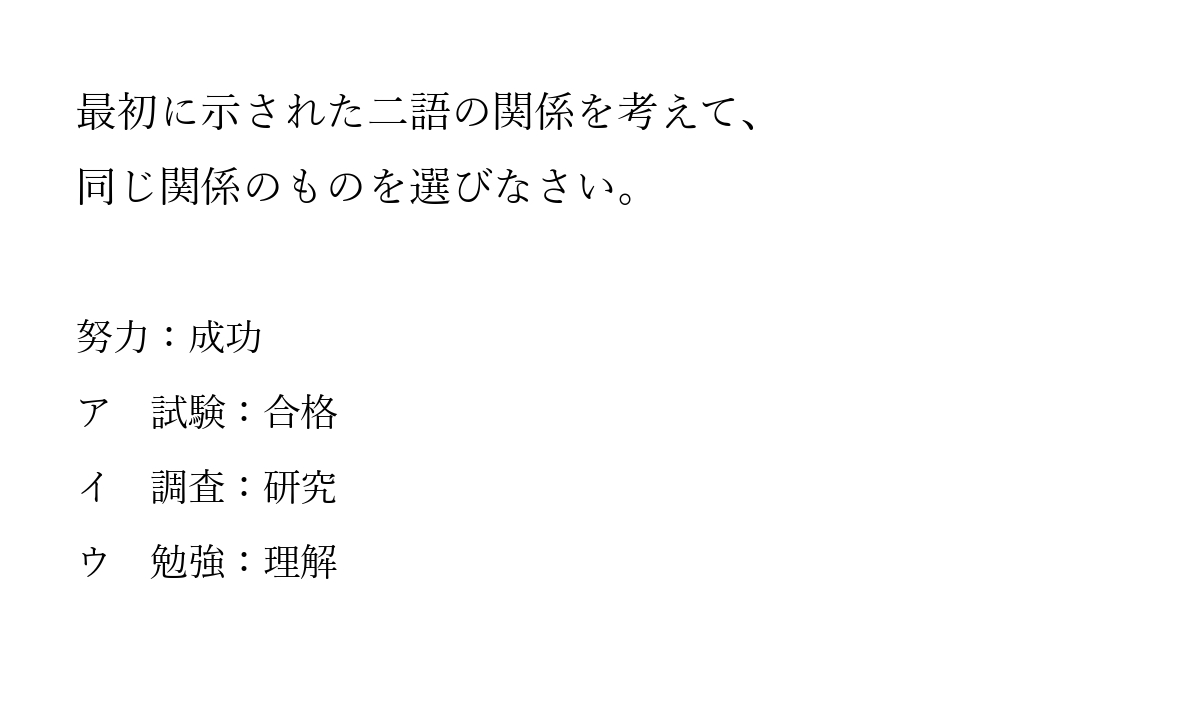 最初に示された二語の関係を考えて、
同じ関係のものを選びなさい。
努力：成功
ア　試験：合格
イ　調査：研究
ウ　勉強：理解